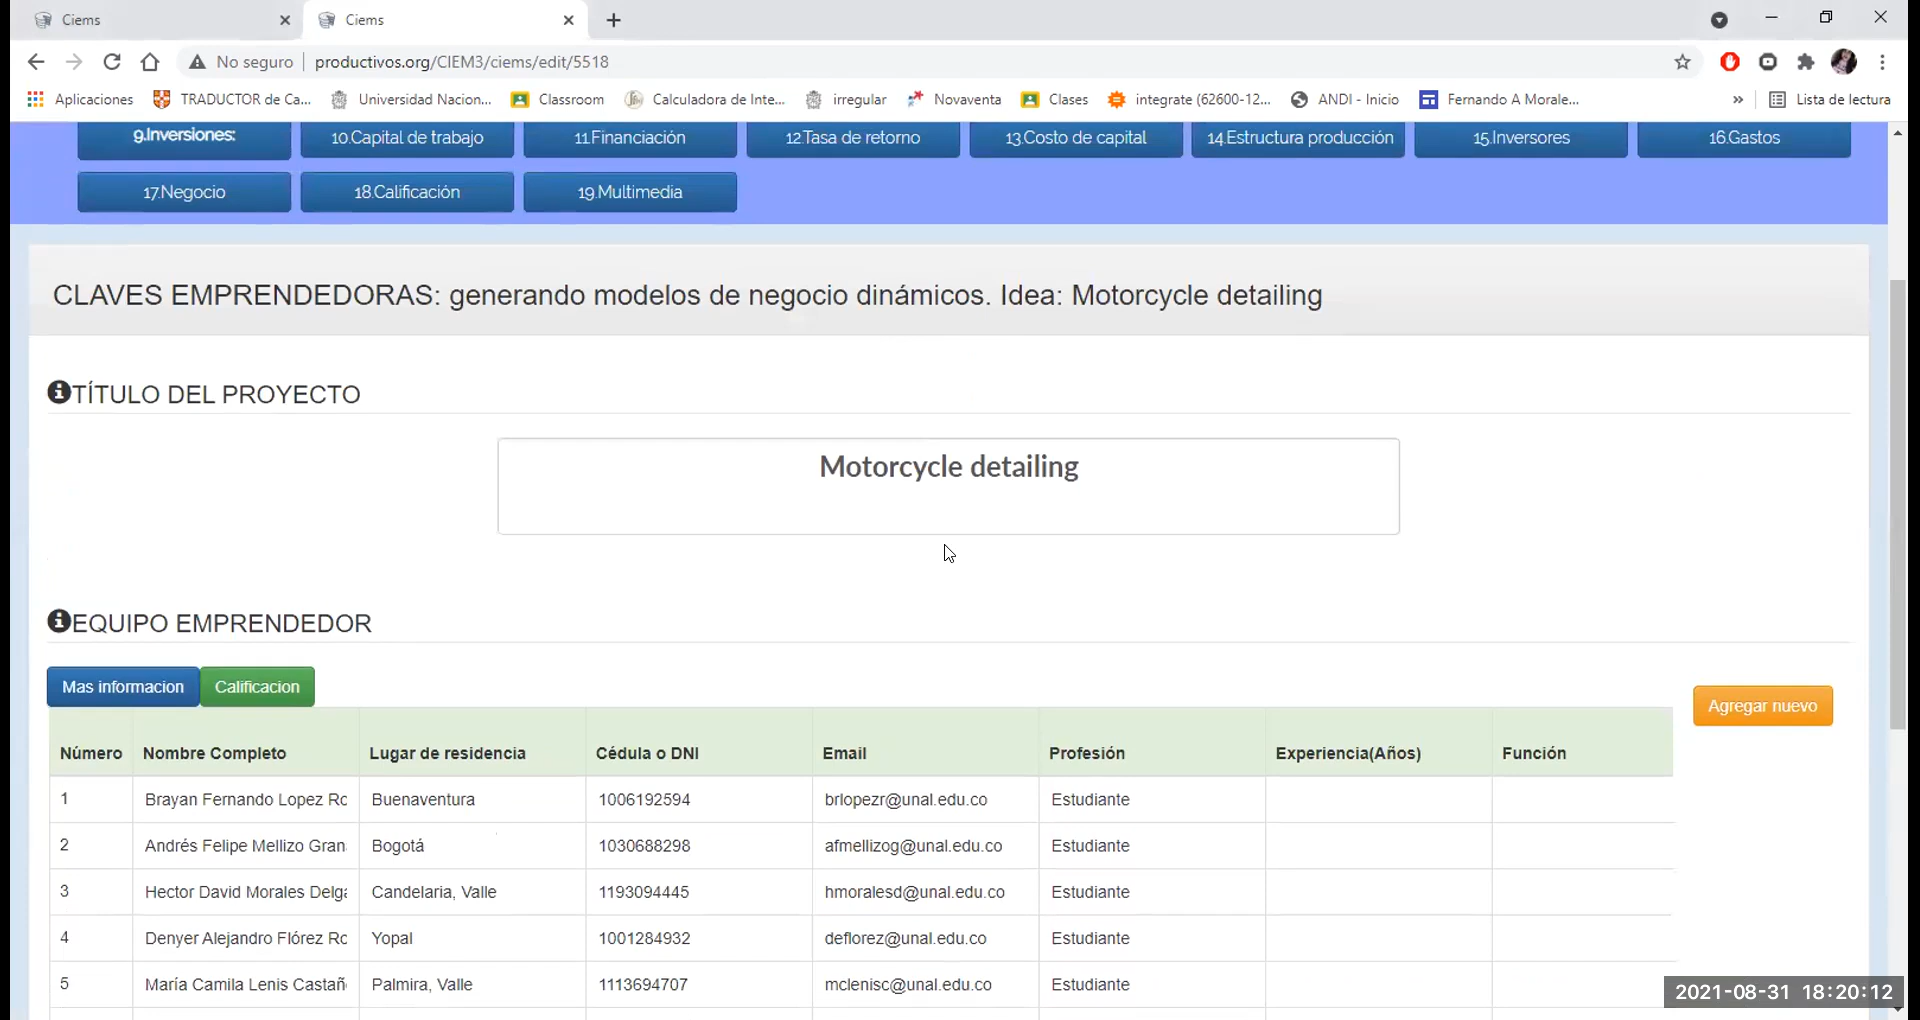 Ciems
Ciems
No seguro
productivos.org/CIEM3/ciems/edit/5518
Aplicaciones
TRADUCTOR de Ca...
Universidad Nacion...
Classroom
Calculadora de Inte...
irregular
Novaventa
Clases
integrate (62600-12...
ANDI - Inicio
Fernando A Morale...
»
Lista de lectura
9.Inversiones:
10.Capital de trabajo
11.Financiación
12.Tasa de retorno
13.Costo de capital
14.Estructura producción
15.Inversores
16.Gastos
17.Negocio
18.Calificación
19.Multimedia
CLAVES EMPRENDEDORAS: generando modelos de negocio dinámicos. Idea: Motorcycle detailing
TÍTULO DEL PROYECTO
Motorcycle detailing
EQUIPO EMPRENDEDOR
Mas informacion
Calificacion
Agregar nuevo
Número Nombre Completo Lugar de residencia Cédula o DNI Email Profesión Experiencia(Años) Función
1 Brayan Fernando Lopez Rc Buenaventura 1006192594 brlopezr@unal.edu.co Estudiante
2 Andrés Felipe Mellizo Gran Bogotá 1030688298 afmellizog@unal.edu.co Estudiante
3 Hector David Morales Delga Candelaria, Valle 1193094445 hmoralesd@unal.edu.co Estudiante
4 Denyer Alejandro Flórez Rc Yopal 1001284932 deflorez@unal.edu.co Estudiante
5 María Camila Lenis Castañ Palmira, Valle 1113694707 mclenisc@unal.edu.co Estudiante
2021-08-31 18:20:12